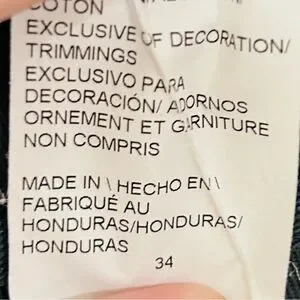 COTON
EXCLUSIVE OF DECORATION/
TRIMMINGS
EXCLUSIVO PARA
DECORACIÓN/ ADORNOS
ORNEMENT ET GARNITURE
NON COMPRIS
MADE IN \ HECHO EN \
FABRIQUÉ AU
HONDURAS/HONDURAS/
HONDURAS
34